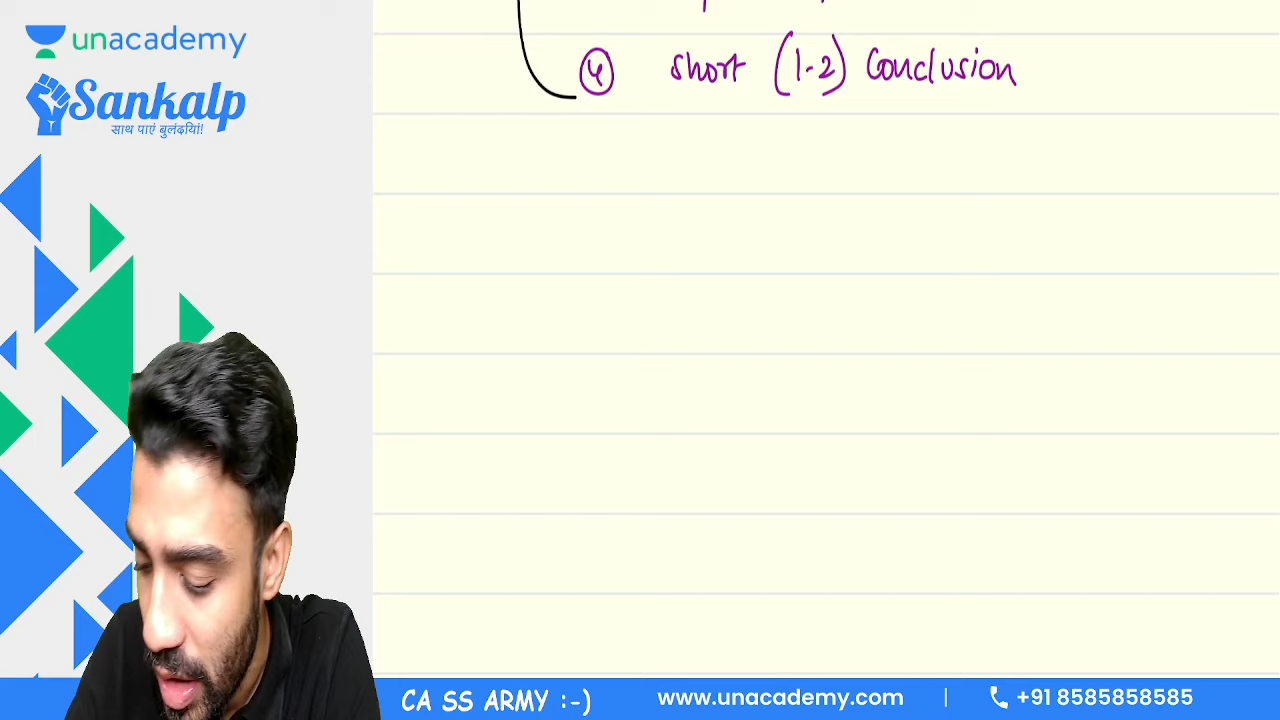 unacademy
Sankalp
साथ पाएं बुलंदियां!
4 short (1-2) Conclusion
CA SS ARMY :-)
www.unacademy.com | +91 8585858585